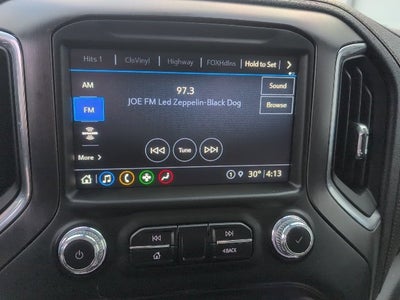 Hits 1 ClsVinyl Highway FOXHdlns Hold to Set
AM 97.3 Sound
JOE FM Led Zeppelin-Black Dog Browse
FM
More
Tune
1 30° 4:13
BACK